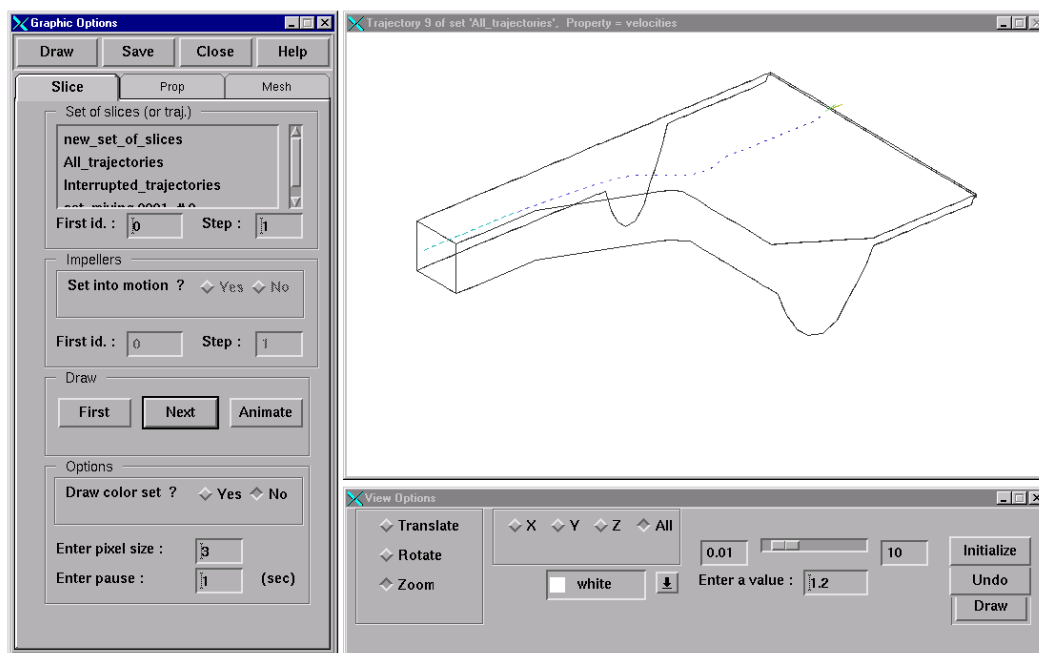 Graphic Options
Draw Save Close Help
Slice Prop Mesh
Set of slices (or traj.)
new_set_of_slices
All_trajectories
Interrupted_trajectories
First id. : 0 Step : 1
Impellers
Set into motion ? Yes No
First id. : 0 Step : 1
Draw
First Next Animate
Options
Draw color set ? Yes No
Enter pixel size : 3
Enter pause : 1 (sec)
Trajectory 9 of set 'All_trajectories', Property = velocities
View Options
Translate
Rotate
Zoom
X Y Z All
white
0.01 10
Enter a value : 1.2
Initialize
Undo
Draw